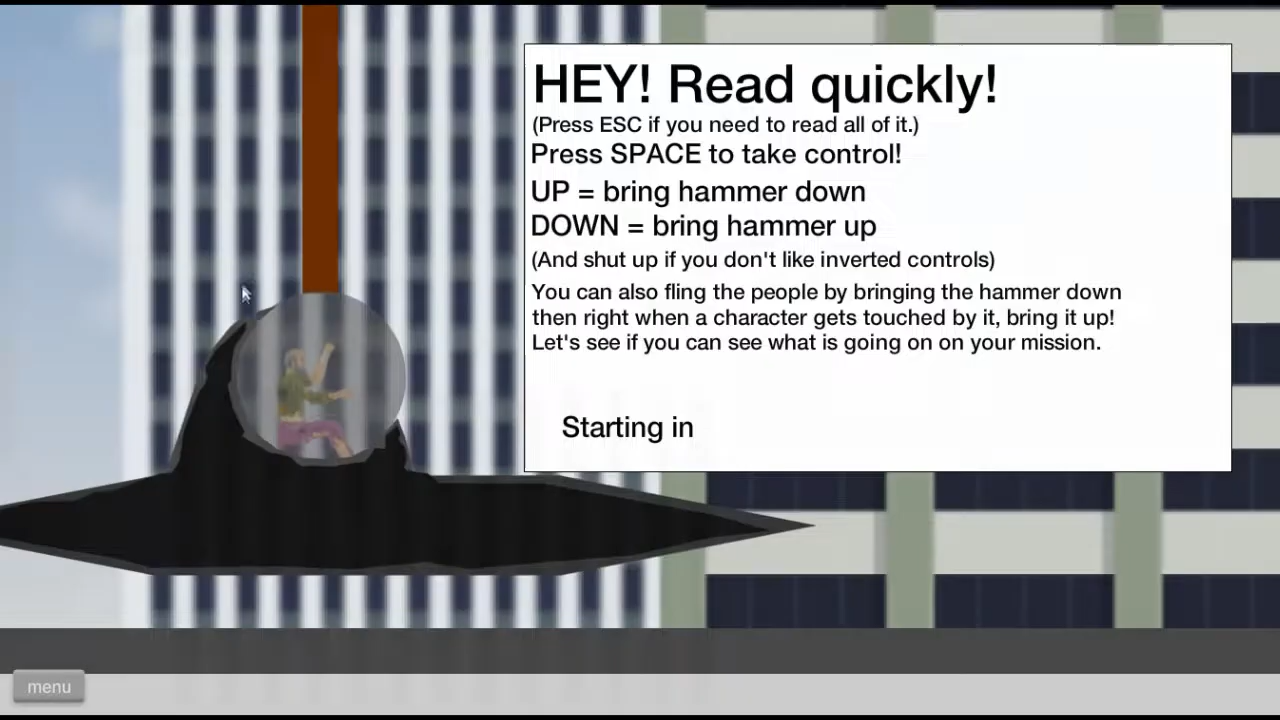 HEY! Read quickly!
(Press ESC if you need to read all of it.)
Press SPACE to take control!
UP = bring hammer down
DOWN = bring hammer up
(And shut up if you don't like inverted controls)
You can also fling the people by bringing the hammer down
then right when a character gets touched by it, bring it up!
Let's see if you can see what is going on on your mission.
Starting in
menu